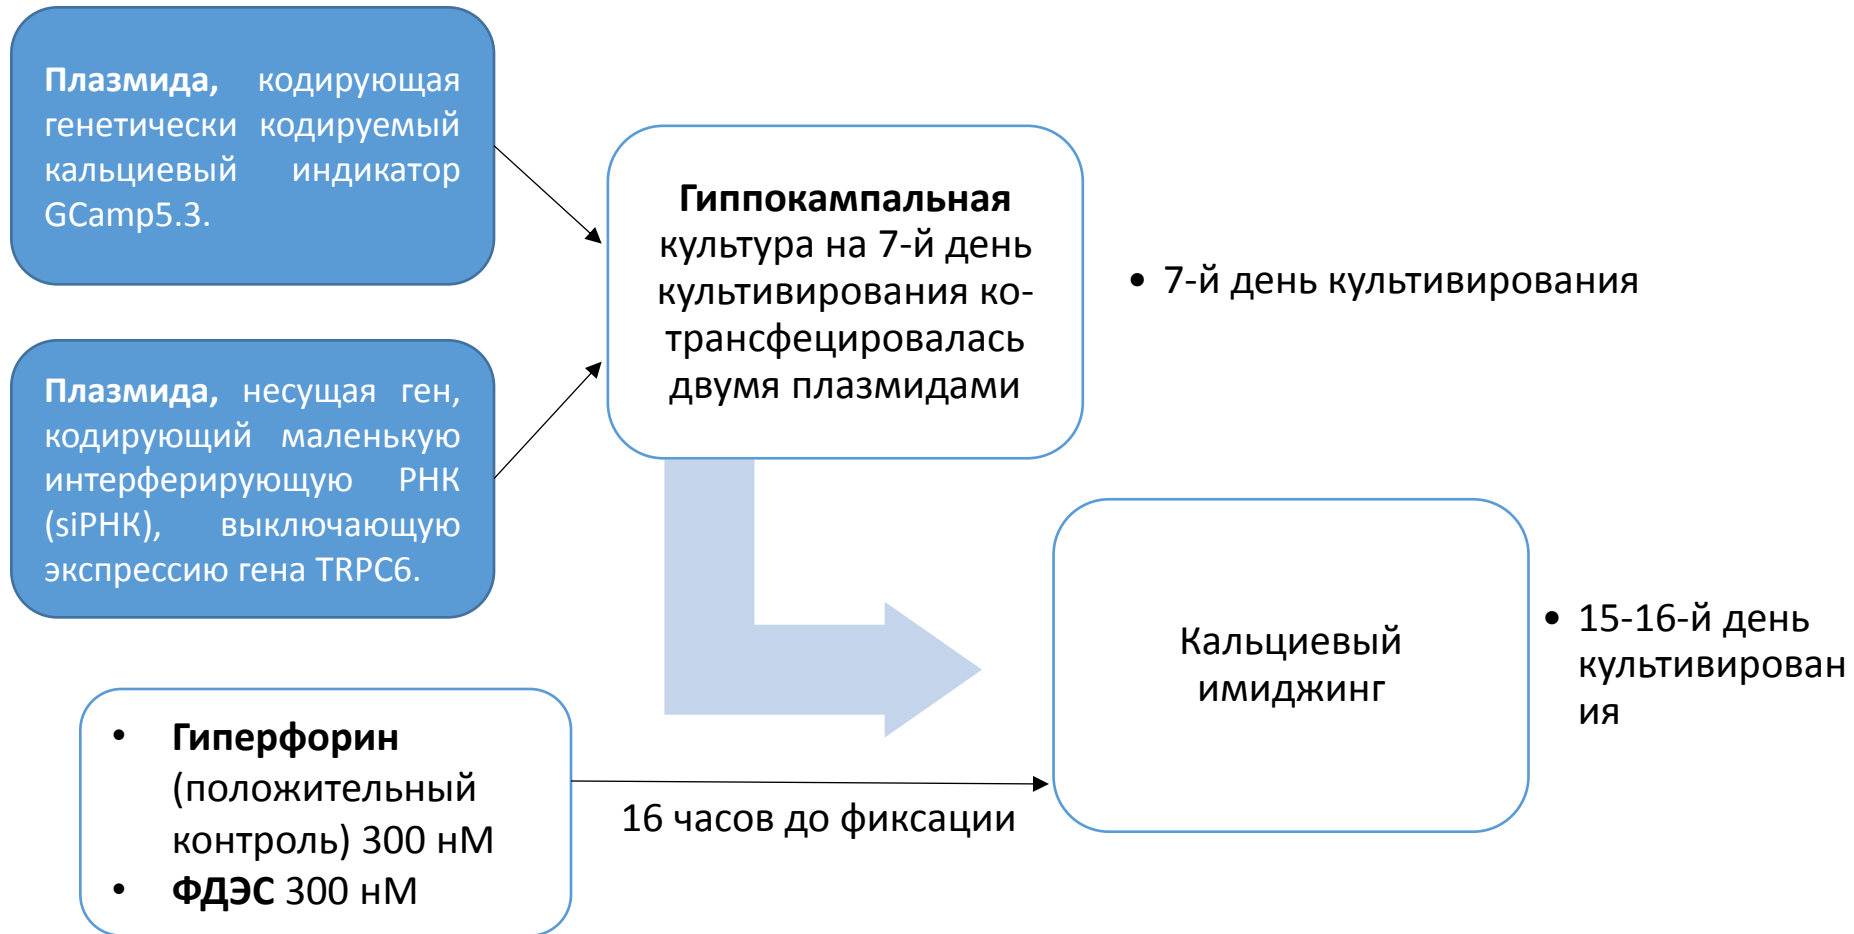 Плазмида, кодирующая
генетически кодируемый
кальциевый индикатор
GCamp5.3.
Плазмида, несущая ген,
кодирующий маленькую
интерферирующую РНК
(siРНК), выключающую
экспрессию гена TRPC6.
Гиппокампальная
культура на 7-й день
культивирования ко-
трансфецировалась
двумя плазмидами
• 7-й день культивирования
Кальциевый
имиджинг
• 15-16-й день
культивирован
ия
• Гиперфорин
(положительный
контроль) 300 нМ
• ФДЭС 300 нМ
16 часов до фиксации